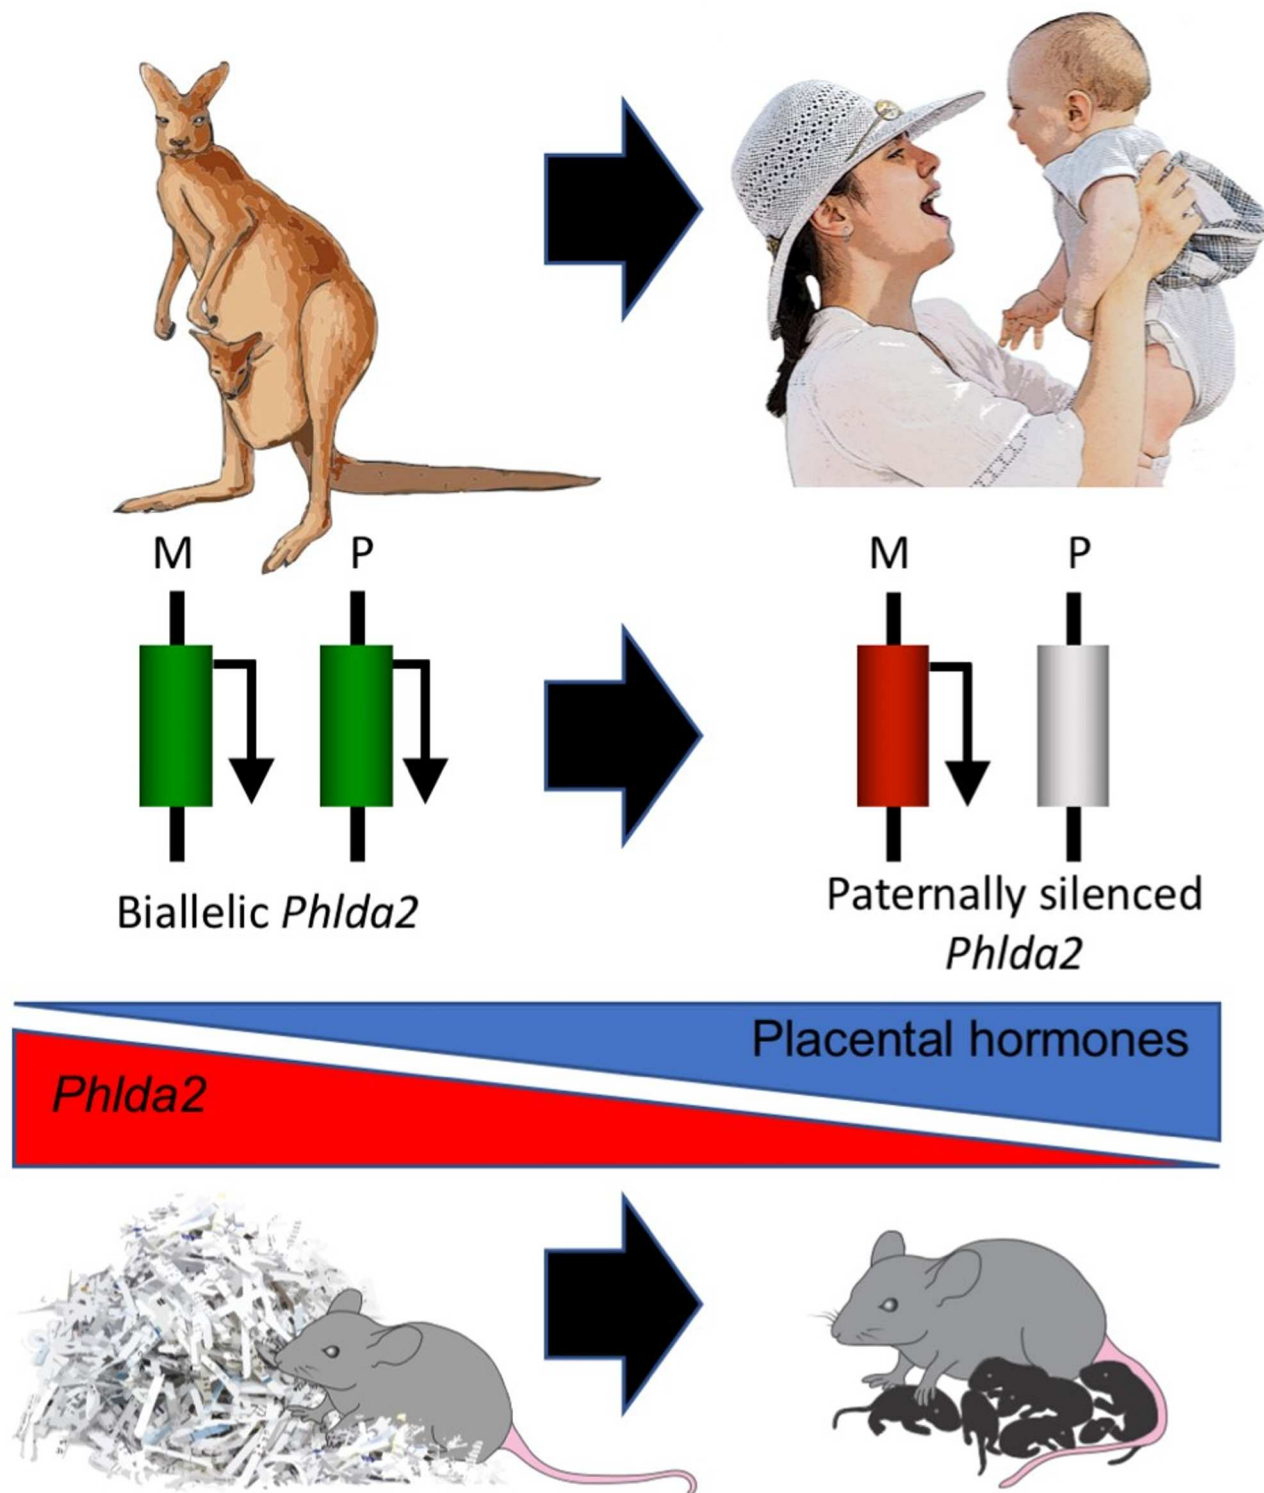 M P M P
Biallelic Phlda2
Paternally silenced
Phlda2
Placental hormones
Phlda2